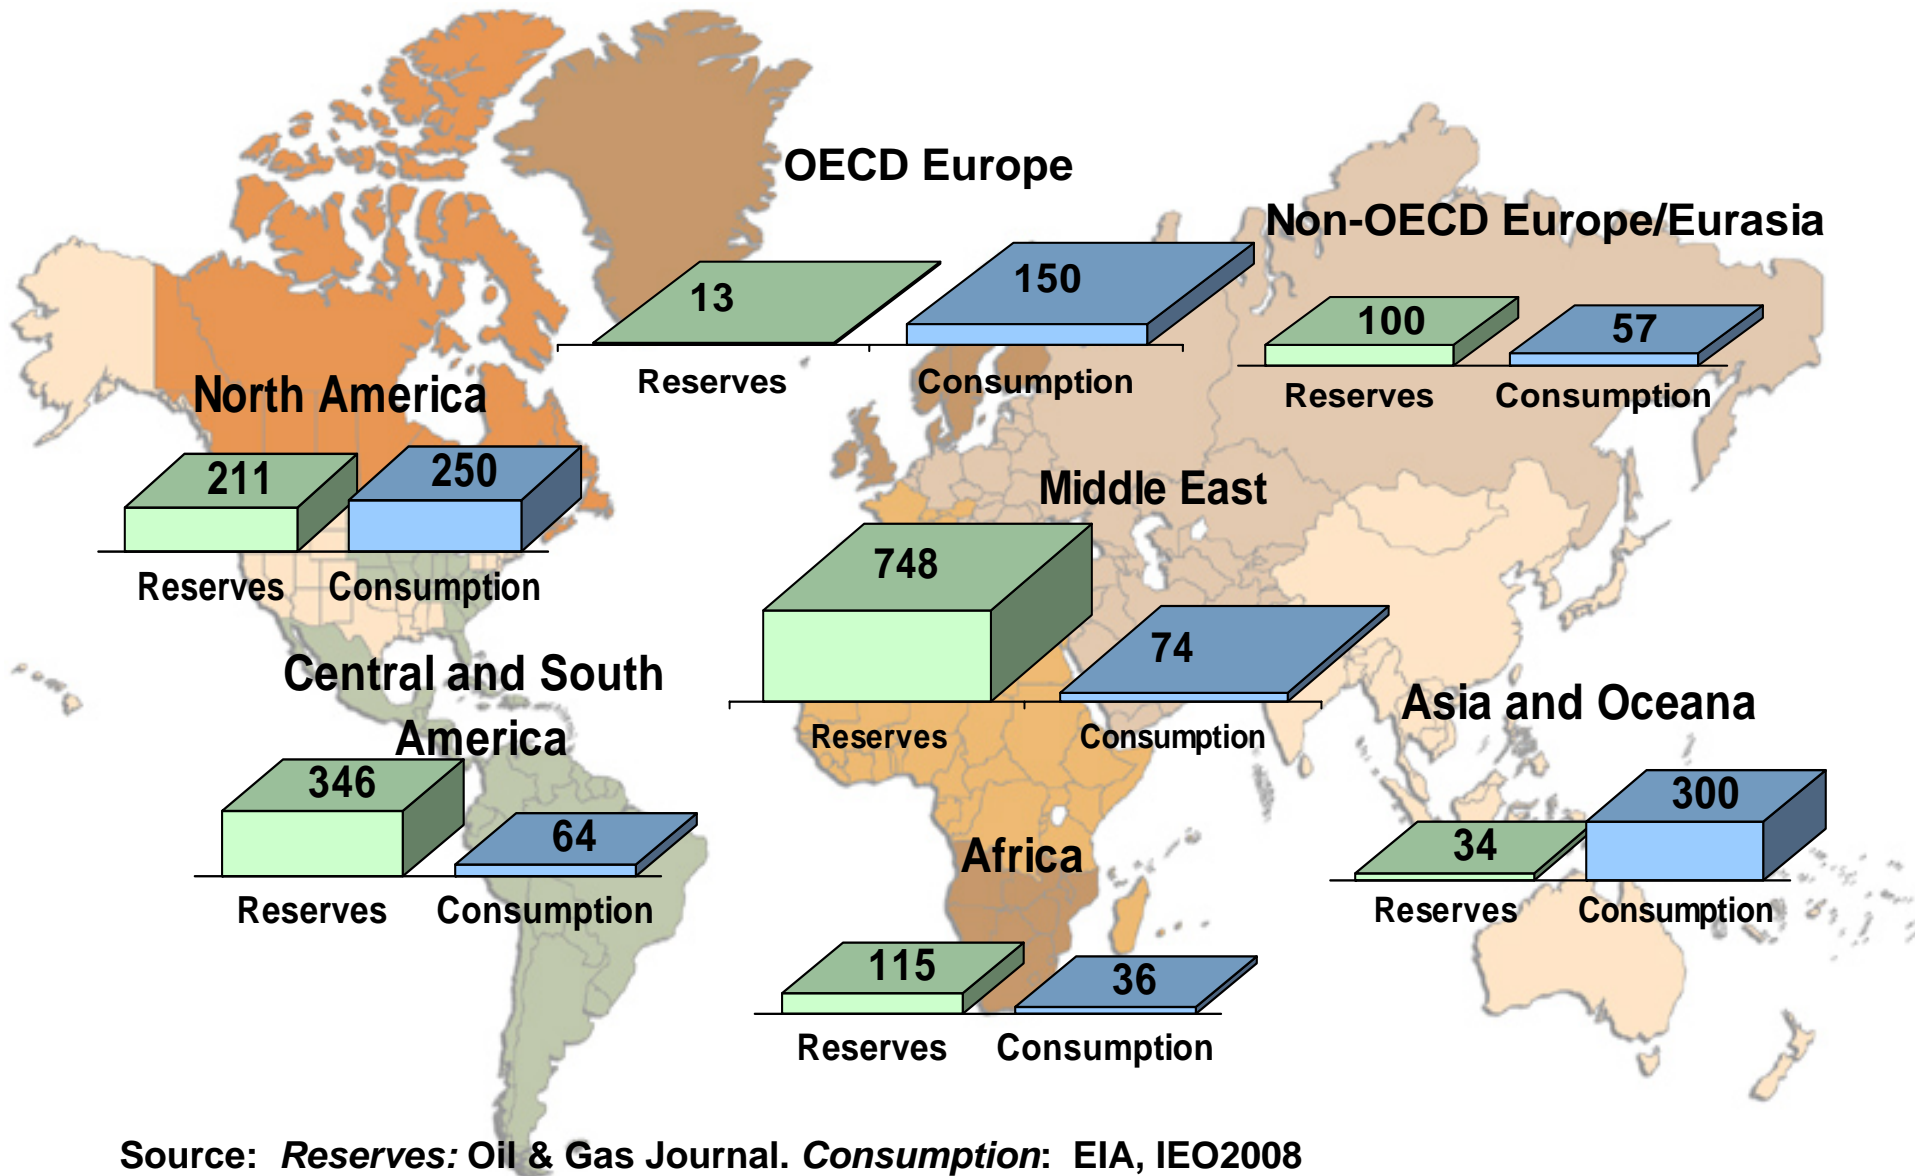 OECD Europe
13
150
Reserves
Consumption
Non-OECD Europe/Eurasia
100
57
Reserves
Consumption
North America
211
250
Reserves
Consumption
Middle East
748
74
Reserves
Consumption
Central and South
America
346
64
Reserves
Consumption
Asia and Oceana
34
300
Reserves
Consumption
Africa
115
36
Reserves
Consumption
Source: Reserves: Oil & Gas Journal. Consumption: EIA, IEO2008